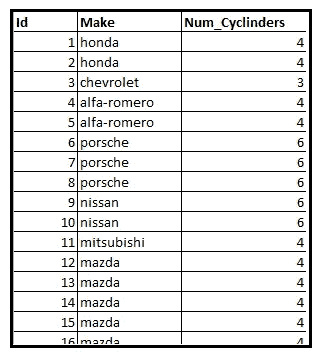 Id Make Num_Cyclinders
1 honda 4
2 honda 4
3 chevrolet 3
4 alfa-romero 4
5 alfa-romero 4
6 porsche 6
7 porsche 6
8 porsche 6
9 nissan 6
10 nissan 6
11 mitsubishi 4
12 mazda 4
13 mazda 4
14 mazda 4
15 mazda 4
16 mazda 4